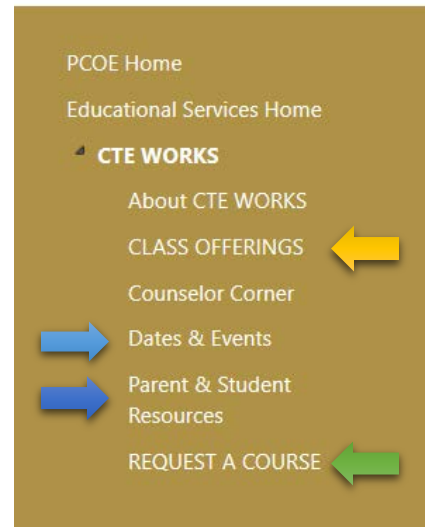 PCOE Home
Educational Services Home
CTE WORKS
About CTE WORKS
CLASS OFFERINGS
Counselor Corner
Dates & Events
Parent & Student
Resources
REQUEST A COURSE